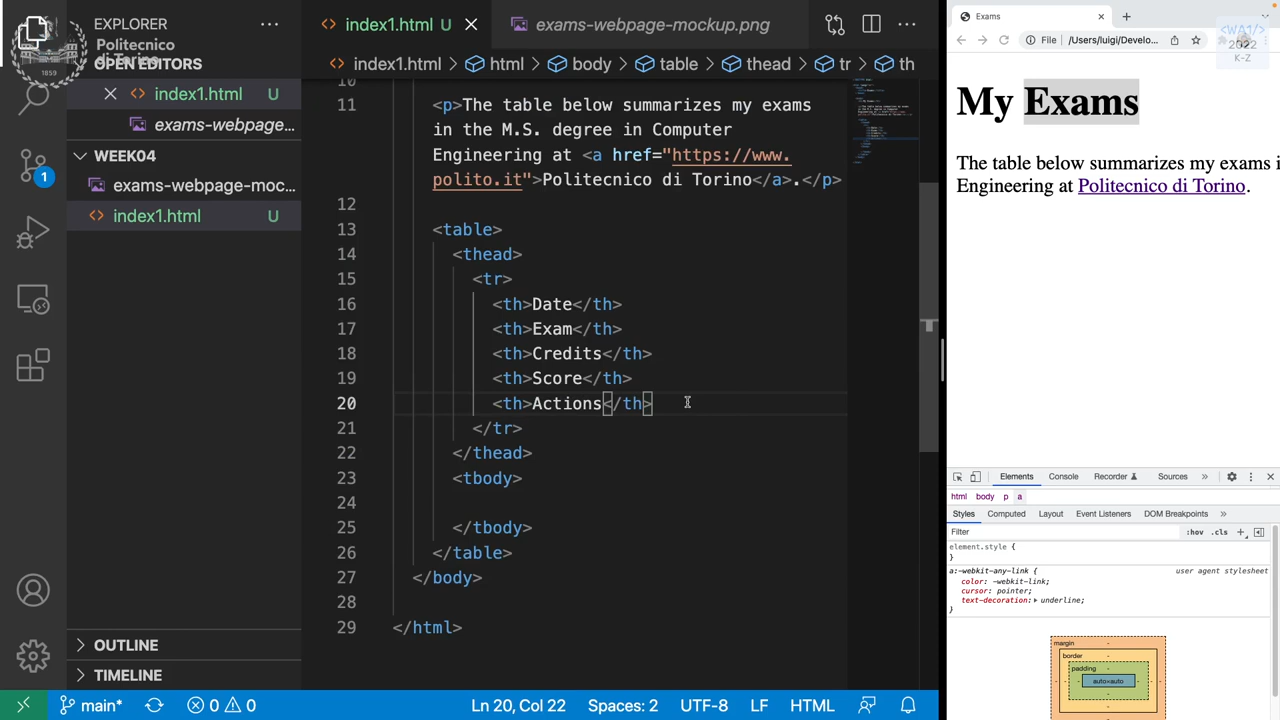 EXPLORER
Politecnico
di Torino
1859
OPEN EDITORS
index1.html U
exams-webpage...
WEEK04
exams-webpage-moc...
index1.html U
OUTLINE
TIMELINE
1
index1.html U
exams-webpage-mockup.png
index1.html > html > body > table > thead > tr > th
10
11 <p>The table below summarizes my exams
in the M.S. degree in Computer
Engineering at <a href="https://www.
polito.it">Politecnico di Torino</a>.</p>
12
13 <table>
14 <thead>
15 <tr>
16 <th>Date</th>
17 <th>Exam</th>
18 <th>Credits</th>
19 <th>Score</th>
20 <th>Actions</th>
21 </tr>
22 </thead>
23 <tbody>
24
25 </tbody>
26 </table>
27 </body>
28
29 </html>
main* 0 0 Ln 20, Col 22 Spaces: 2 UTF-8 LF HTML
Exams
File /Users/luigi/Develo...
<WA1/>
2022
K-Z
My Exams
The table below summarizes my exams i
Engineering at Politecnico di Torino.
Elements Console Recorder Sources »
html body p a
Styles Computed Layout Event Listeners DOM Breakpoints »
Filter :hov .cls +
element.style {
}
a:-webkit-any-link { user agent stylesheet
color: -webkit-link;
cursor: pointer;
text-decoration: underline;
}
margin -
border -
padding -
auto×auto